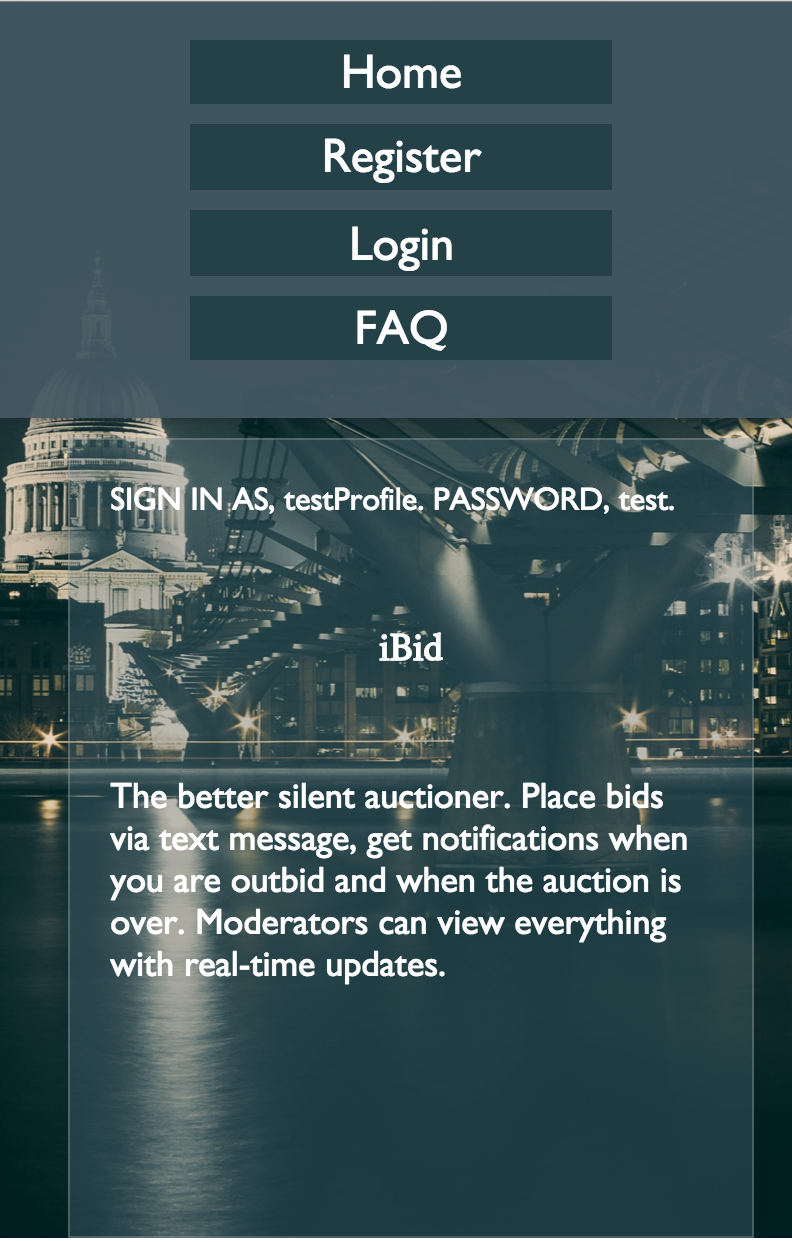 Home
Register
Login
FAQ
SIGN IN AS, testProfile. PASSWORD, test.
iBid
The better silent auctioner. Place bids
via text message, get notifications when
you are outbid and when the auction is
over. Moderators can view everything
with real-time updates.